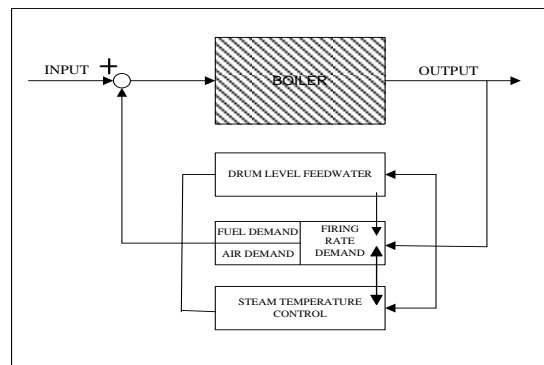 INPUT
+
BOILER
OUTPUT
DRUM LEVEL FEEDWATER
FUEL DEMAND
AIR DEMAND
FIRING
RATE
DEMAND
STEAM TEMPERATURE
CONTROL